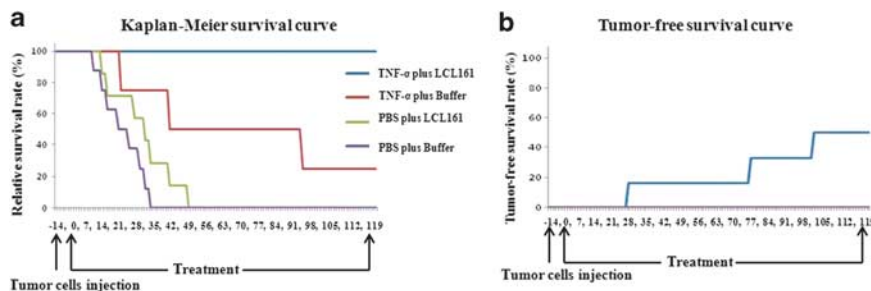 a
Kaplan-Meier survival curve
Relative survival rate (%)
100
80
60
40
20
0
TNF-α plus LCL161
TNF-α plus Buffer
PBS plus LCL161
PBS plus Buffer
-14, 0, 7, 14, 21, 28, 35, 42, 49, 56, 63, 70, 77, 84, 91, 98, 105, 112, 119
Treatment
Tumor cells injection
b
Tumor-free survival curve
Tumor-free survival rate (%)
100
80
60
40
20
0
-14, 0, 7, 14, 21, 28, 35, 42, 49, 56, 63, 70, 77, 84, 91, 98, 105, 112, 119
Treatment
Tumor cells injection